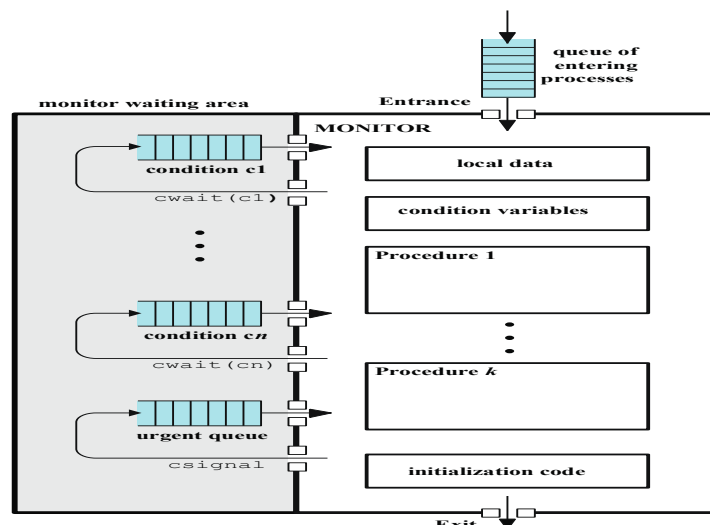 queue of
entering
processes
monitor waiting area
Entrance
MONITOR
condition c1
local data
cwait(c1)
condition variables
Procedure 1
condition cn
cwait(cn)
Procedure k
urgent queue
csignal
initialization code
Exit